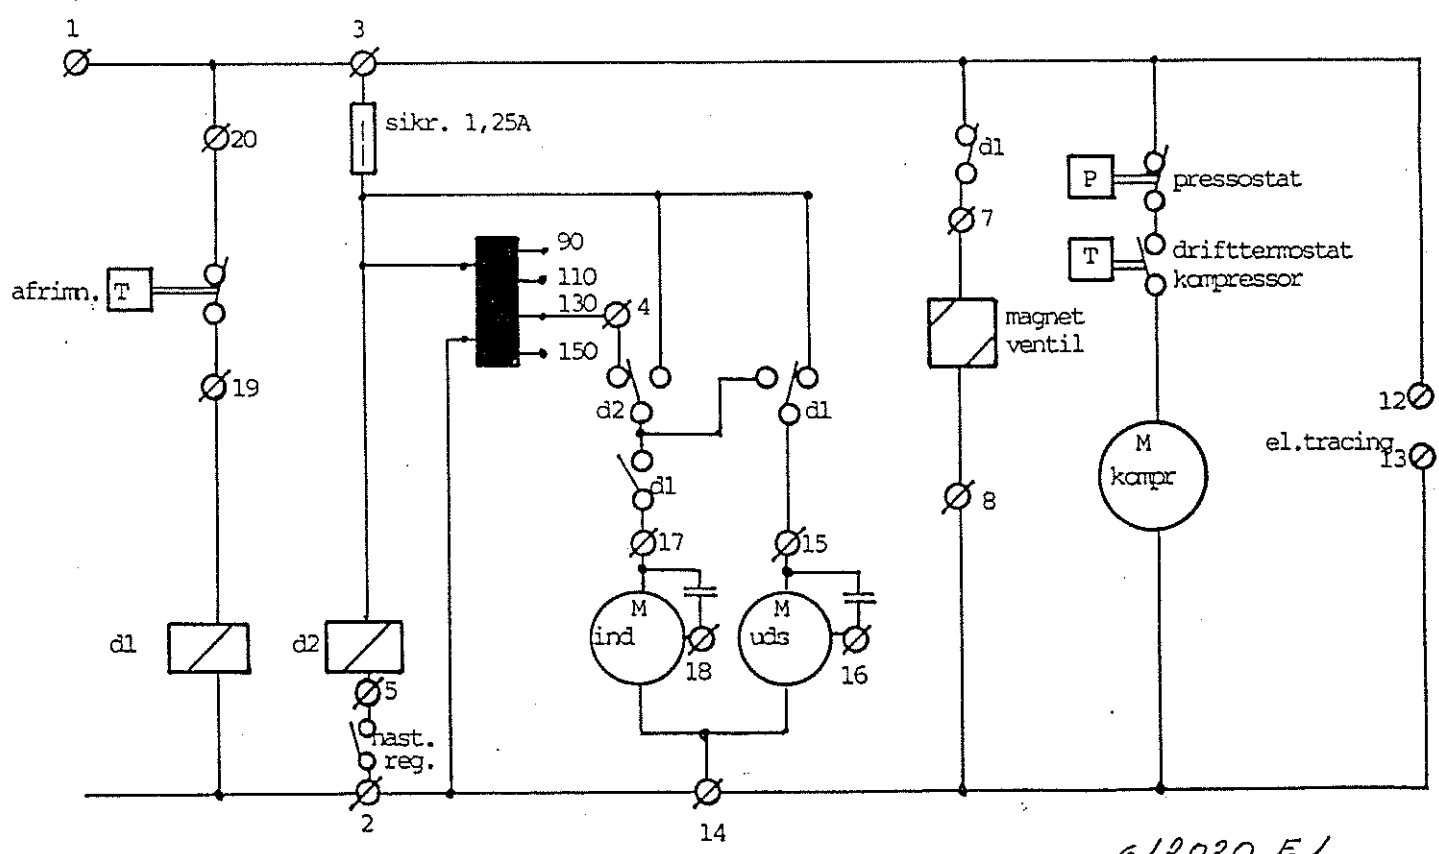 1
3
sikr. 1,25A
20
d1
P
pressostat
7
T
drifttermostat
kompressor
90
110
130
150
4
afrimn.
T
magnet
ventil
19
d2
d1
12
el.tracing
13
M
kompr
d1
8
17
15
M
ind
M
uds
18
16
d1
d2
5
hast.
reg.
2
14